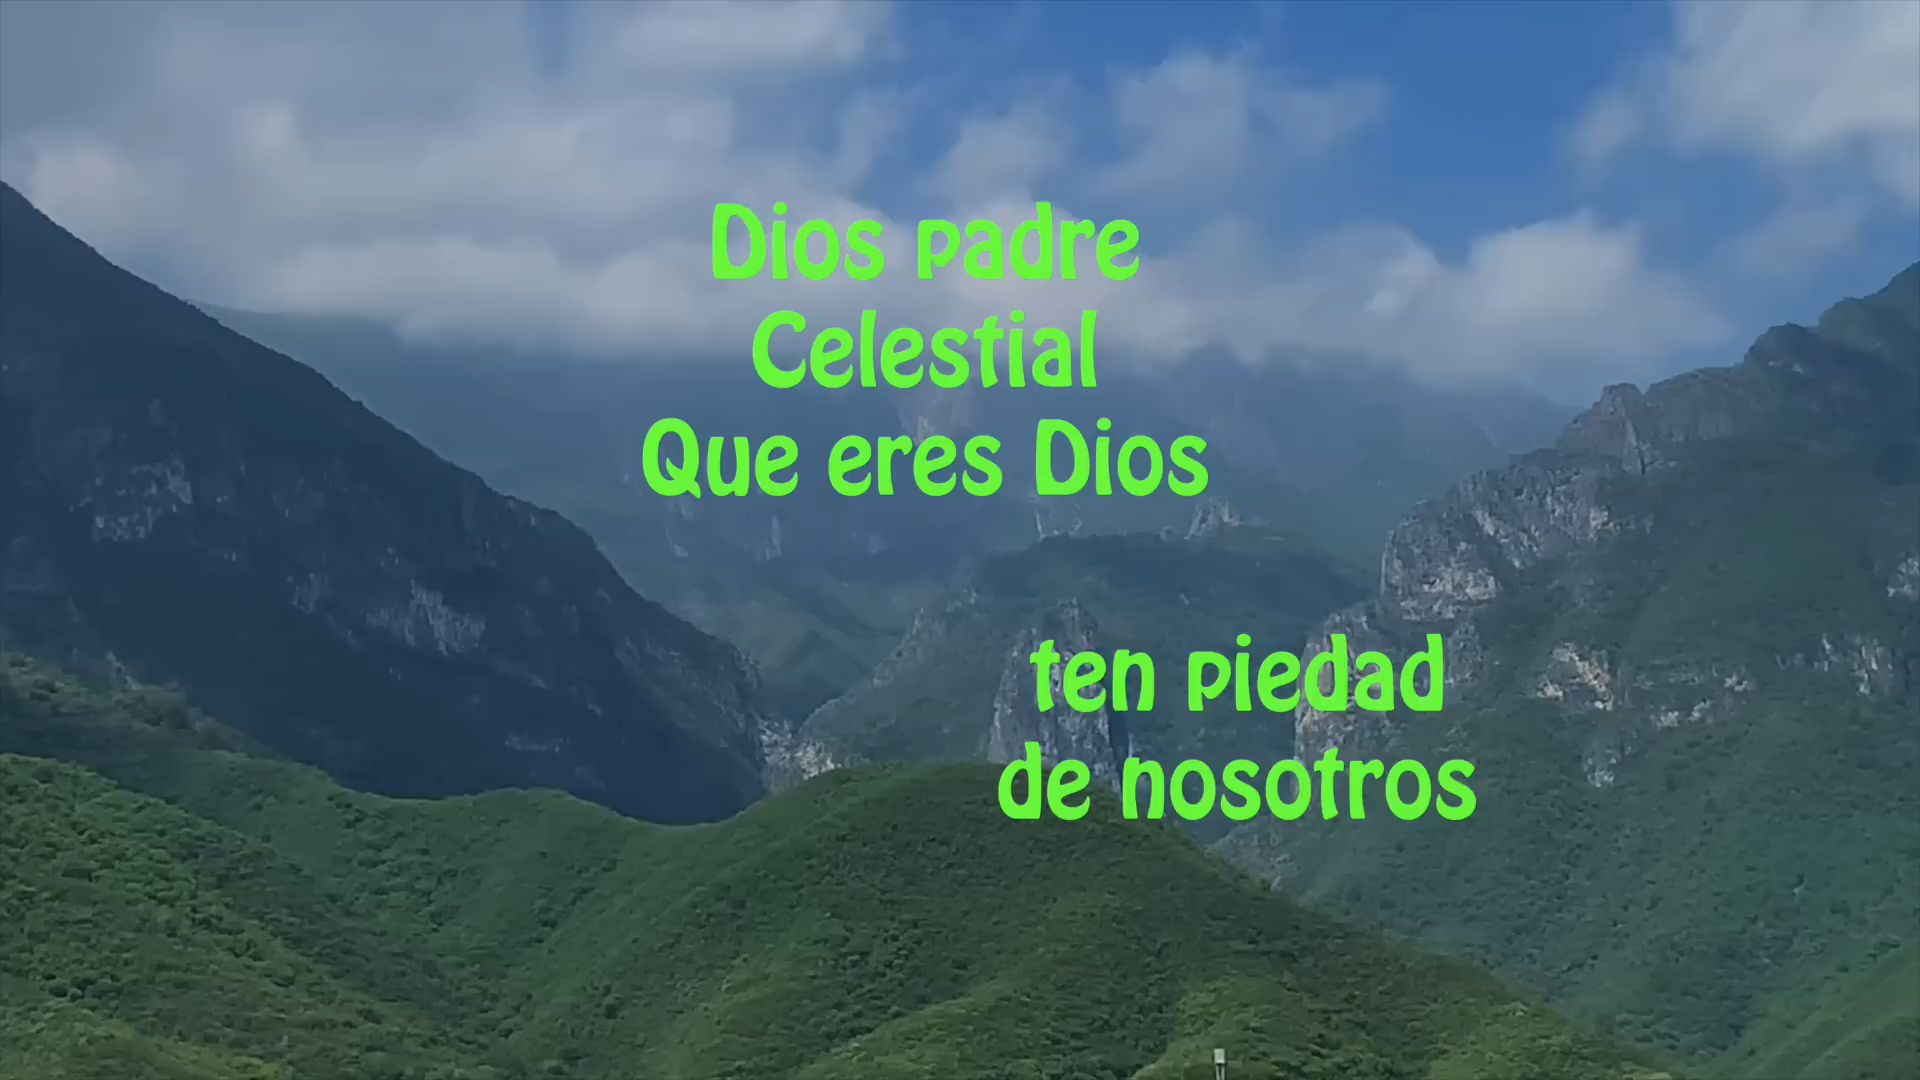 Dios padre
Celestial
Que eres Dios
ten piedad
de nosotros